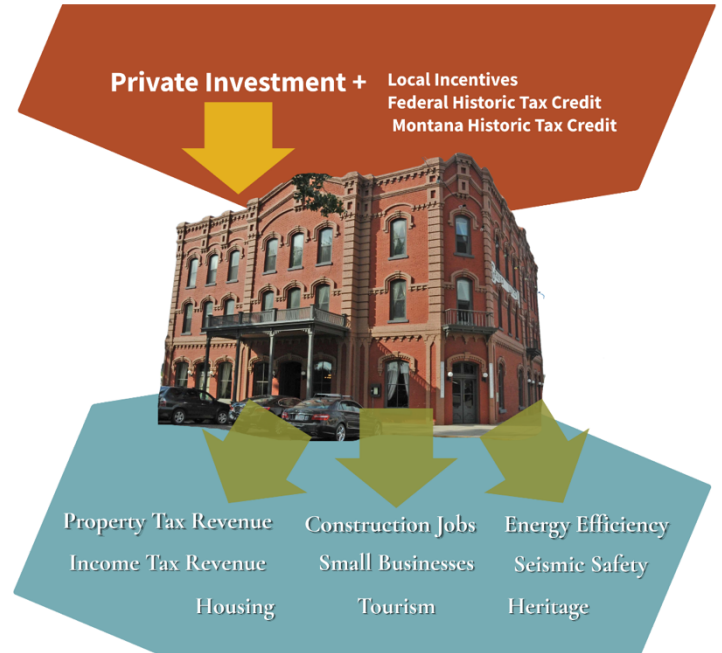 Private Investment + Local Incentives
Federal Historic Tax Credit
Montana Historic Tax Credit
Property Tax Revenue
Income Tax Revenue
Housing
Construction Jobs
Small Businesses
Tourism
Energy Efficiency
Seismic Safety
Heritage